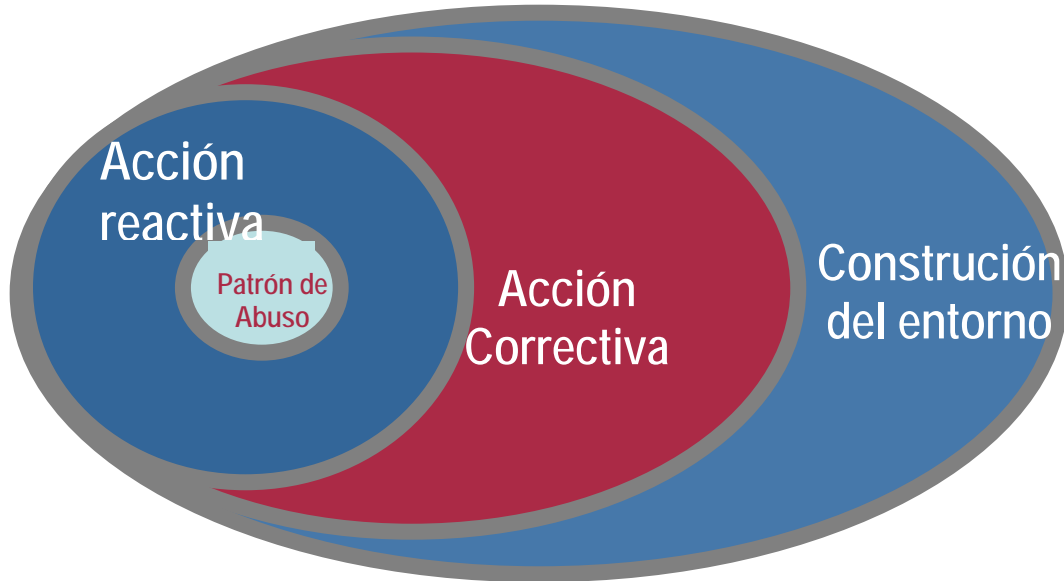 Acción
reactiva
Patrón de
Abuso
Acción
Correctiva
Construción
del entorno